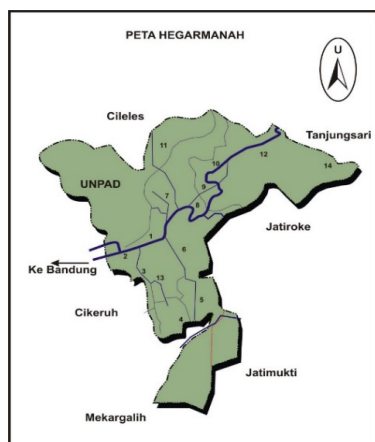 PETA HEGARMANAH
U
Cileles
Tanjungsari
11
10
12
14
UNPAD
7
9
8
Jatiroke
1
2
6
Ke Bandung
3
13
Cikeruh
5
4
Jatimukti
Mekargalih